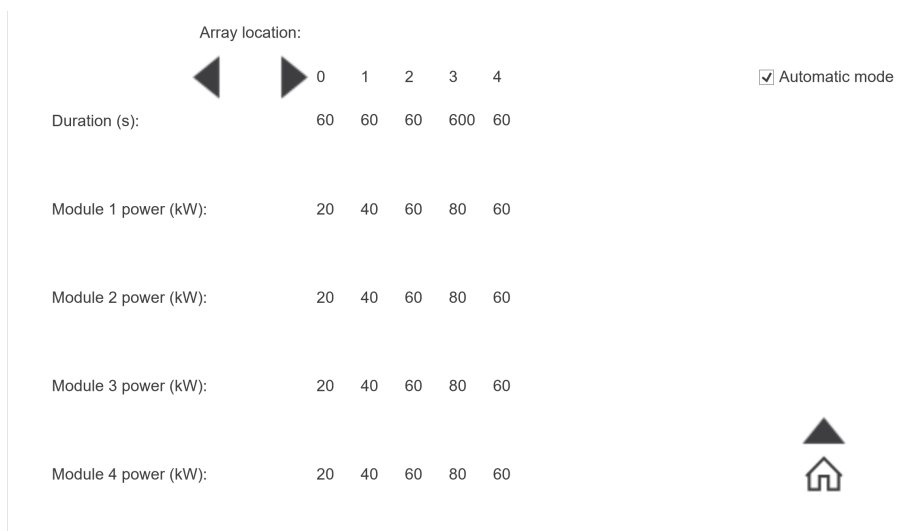 Array location:
0 1 2 3 4 Automatic mode
Duration (s): 60 60 60 600 60
Module 1 power (kW): 20 40 60 80 60
Module 2 power (kW): 20 40 60 80 60
Module 3 power (kW): 20 40 60 80 60
Module 4 power (kW): 20 40 60 80 60